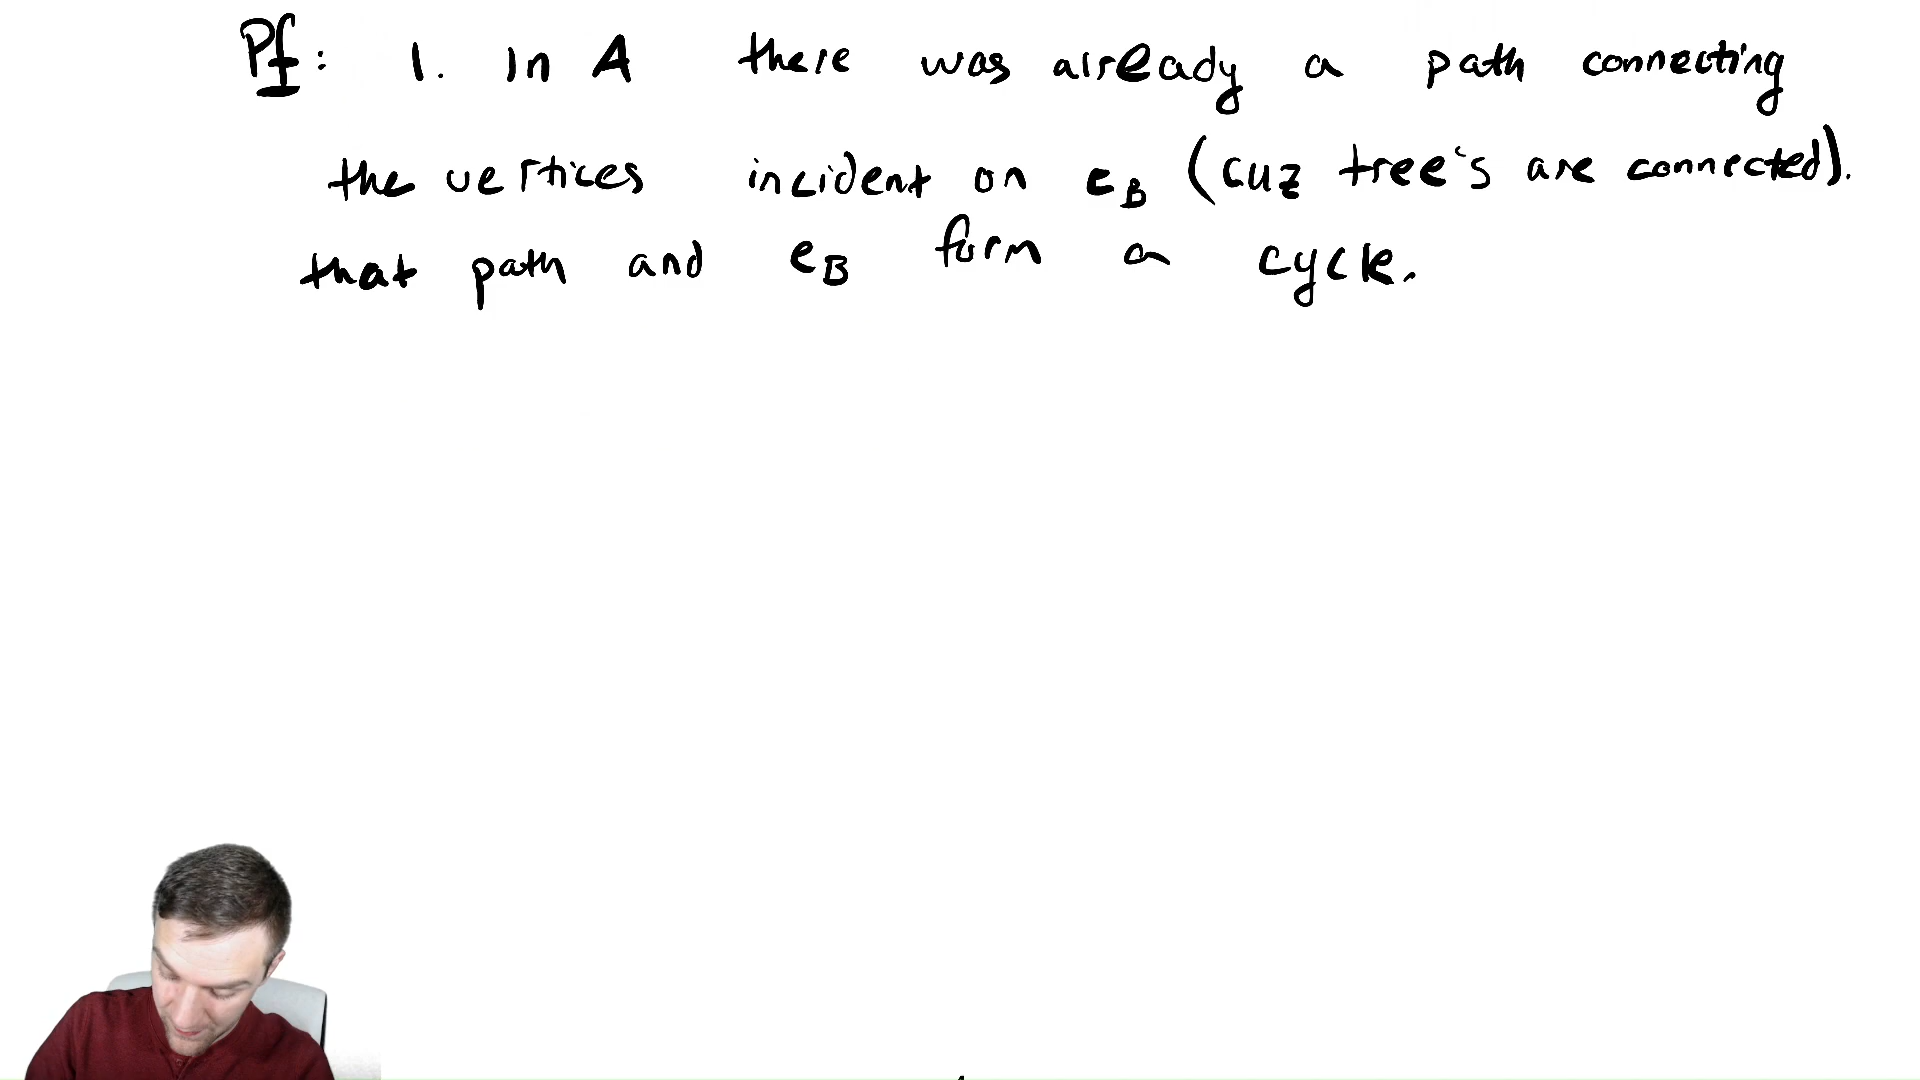 Pf: 1. In A there was already a path connecting
the vertices incident on e_B (cuz tree's are connected).
that path and e_B form a cycle.